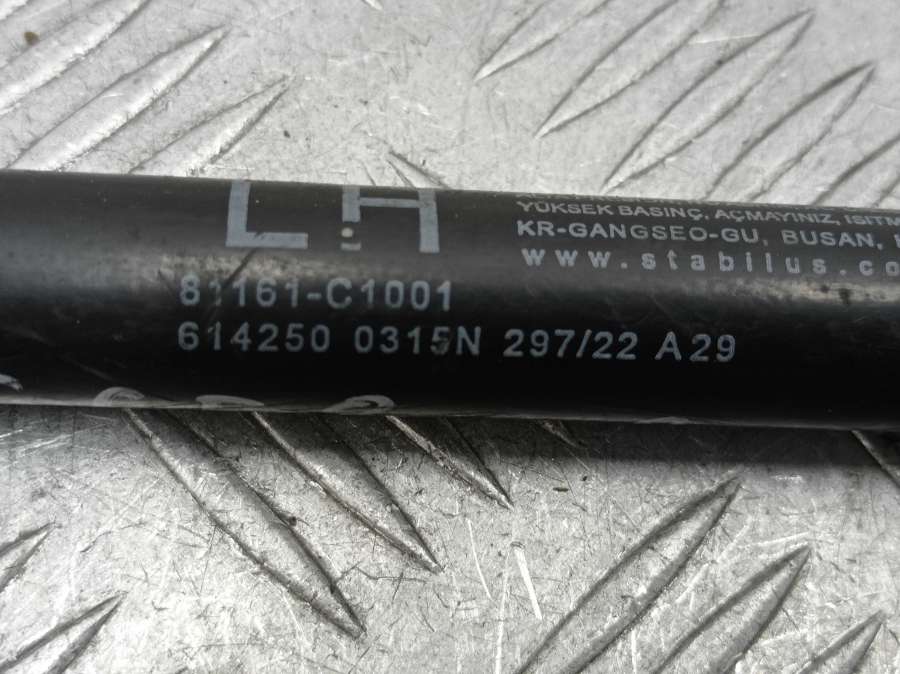 LH
YÜKSEK BASINÇ, AÇMAYINIZ,
KR-GANGSEO-GU, BUSAN,
www.stabilus.co
81161-C1001
614250 0315N 297/22 A29